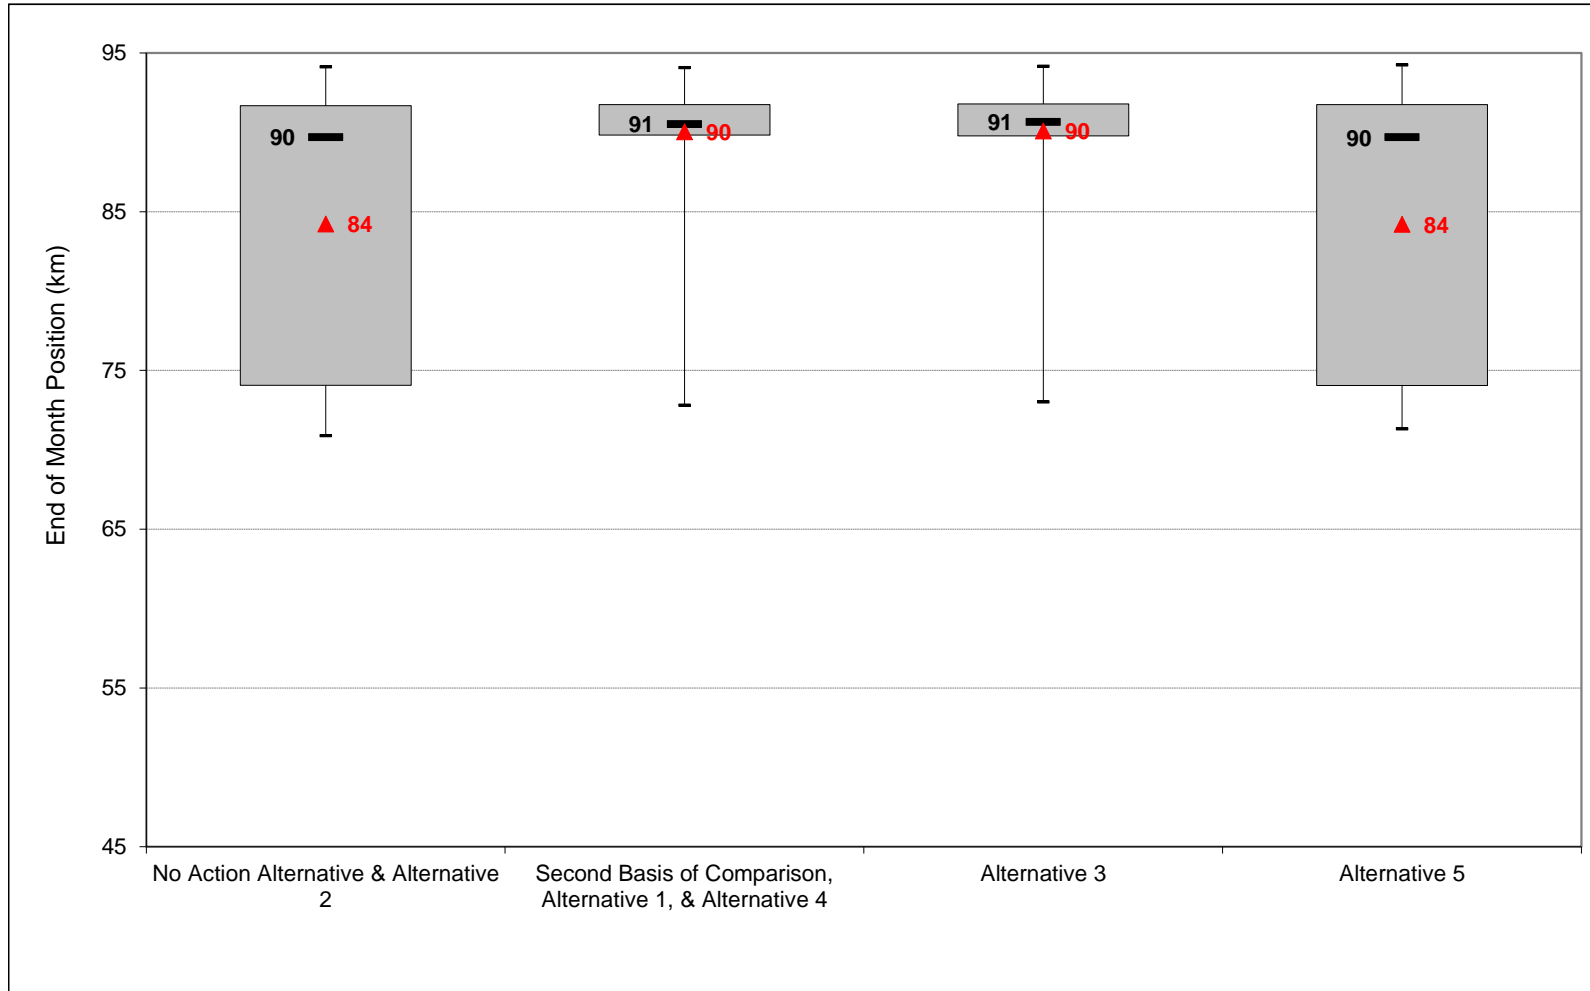 95
85
75
65
55
45
End of Month Position (km)
90
84
91
90
91
90
90
84
No Action Alternative & Alternative
2
Second Basis of Comparison,
Alternative 1, & Alternative 4
Alternative 3
Alternative 5